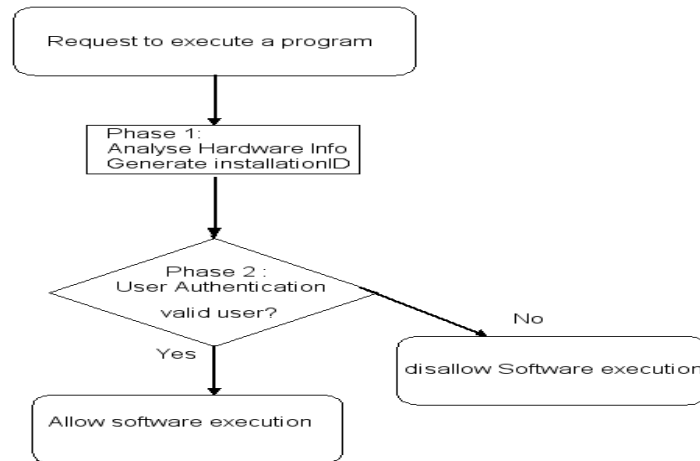 Request to execute a program
Phase 1:
Analyse Hardware Info
Generate installationID
Phase 2 :
User Authentication
valid user?
No
Yes
disallow Software execution
Allow software execution